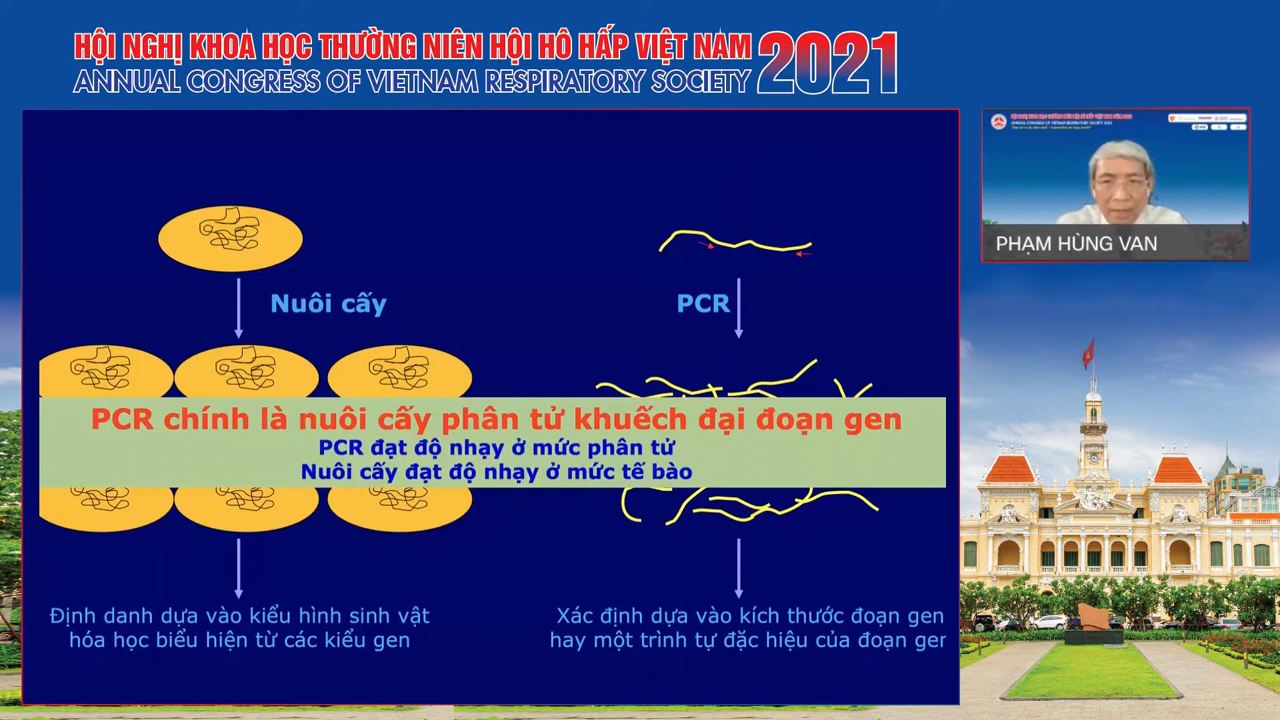 HỘI NGHỊ KHOA HỌC THƯỜNG NIÊN HỘI HÔ HẤP VIỆT NAM
ANNUAL CONGRESS OF VIETNAM RESPIRATORY SOCIETY
2021
PHẠM HÙNG VAN
Nuôi cấy
PCR
PCR chính là nuôi cấy phân tử khuếch đại đoạn gen
PCR đạt độ nhạy ở mức phân tử
Nuôi cấy đạt độ nhạy ở mức tế bào
Định danh dựa vào kiểu hình sinh vật
hóa học biểu hiện từ các kiểu gen
Xác định dựa vào kích thước đoạn gen
hay một trình tự đặc hiệu của đoạn ger